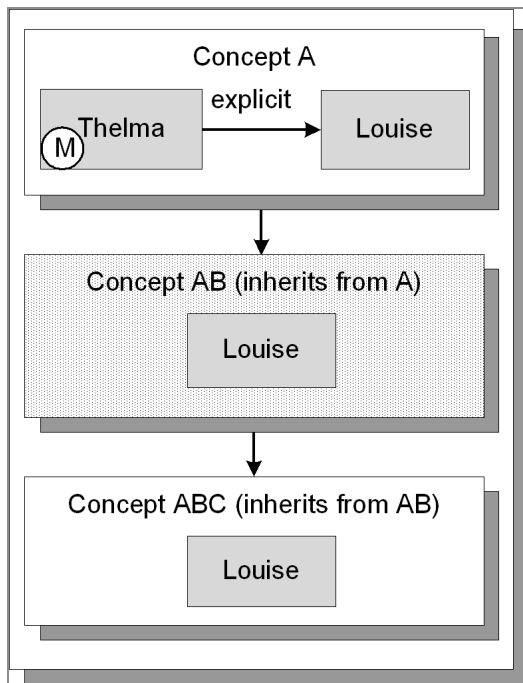 Concept A
explicit
Thelma
Louise
M
Concept AB (inherits from A)
Louise
Concept ABC (inherits from AB)
Louise